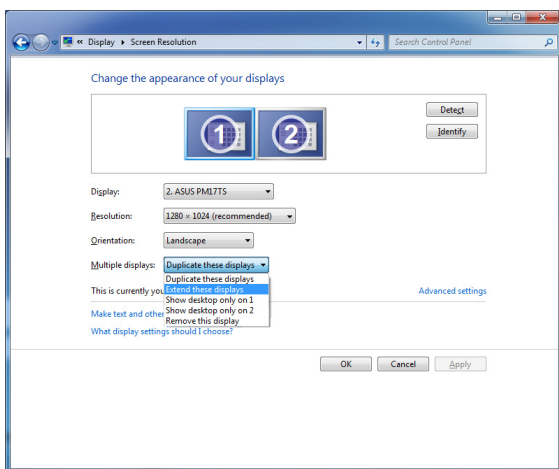 « Display ▸ Screen Resolution
Search Control Panel
Change the appearance of your displays
1
2
Detect
Identify
Display:
2. ASUS PM17TS
Resolution:
1280 × 1024 (recommended)
Orientation:
Landscape
Multiple displays:
Duplicate these displays
Duplicate these displays
Extend these displays
Show desktop only on 1
Show desktop only on 2
Remove this display
This is currently you
Advanced settings
Make text and other
What display settings should I choose?
OK
Cancel
Apply